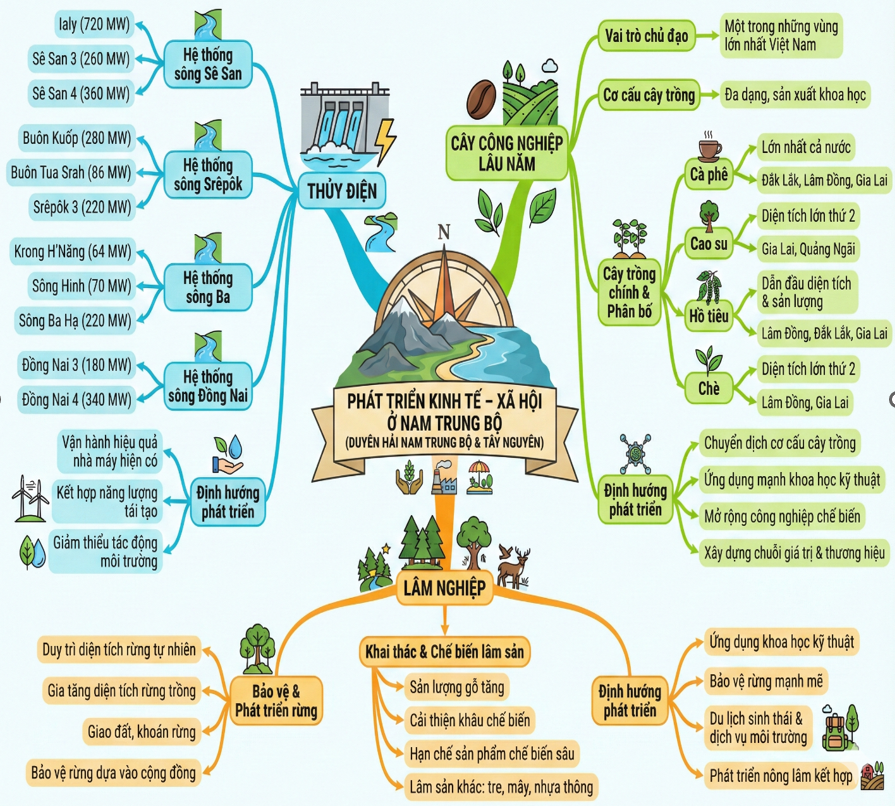 N
PHÁT TRIỂN KINH TẾ – XÃ HỘI
Ở NAM TRUNG BỘ
(DUYÊN HẢI NAM TRUNG BỘ & TÂY NGUYÊN)
THỦY ĐIỆN
Hệ thống
sông Sê San
Ialy (720 MW)
Sê San 3 (260 MW)
Sê San 4 (360 MW)
Hệ thống
sông Srêpôk
Buôn Kuốp (280 MW)
Buôn Tua Srah (86 MW)
Srêpôk 3 (220 MW)
Hệ thống
sông Ba
Krong H'Năng (64 MW)
Sông Hinh (70 MW)
Sông Ba Hạ (220 MW)
Hệ thống
sông Đồng Nai
Đồng Nai 3 (180 MW)
Đồng Nai 4 (340 MW)
Định hướng
phát triển
Vận hành hiệu quả
nhà máy hiện có
Kết hợp năng lượng
tái tạo
Giảm thiểu tác động
môi trường
CÂY CÔNG NGHIỆP
LÂU NĂM
Vai trò chủ đạo
Một trong những vùng
lớn nhất Việt Nam
Cơ cấu cây trồng
Đa dạng, sản xuất khoa học
Cây trồng
chính &
Phân bố
Cà phê
Lớn nhất cả nước
Đắk Lắk, Lâm Đồng, Gia Lai
Cao su
Diện tích lớn thứ 2
Gia Lai, Quảng Ngãi
Hồ tiêu
Dẫn đầu diện tích
& sản lượng
Lâm Đồng, Đắk Lắk, Gia Lai
Chè
Diện tích lớn thứ 2
Lâm Đồng, Gia Lai
Định hướng
phát triển
Chuyển dịch cơ cấu cây trồng
Ứng dụng mạnh khoa học kỹ thuật
Mở rộng công nghiệp chế biến
Xây dựng chuỗi giá trị & thương hiệu
LÂM NGHIỆP
Bảo vệ &
Phát triển rừng
Duy trì diện tích rừng tự nhiên
Gia tăng diện tích rừng trồng
Giao đất, khoán rừng
Bảo vệ rừng dựa vào cộng đồng
Khai thác & Chế biến lâm sản
Sản lượng gỗ tăng
Cải thiện khâu chế biến
Hạn chế sản phẩm chế biến sâu
Lâm sản khác: tre, mây, nhựa thông
Định hướng
phát triển
Ứng dụng khoa học kỹ thuật
Bảo vệ rừng mạnh mẽ
Du lịch sinh thái &
dịch vụ môi trường
Phát triển nông lâm kết hợp